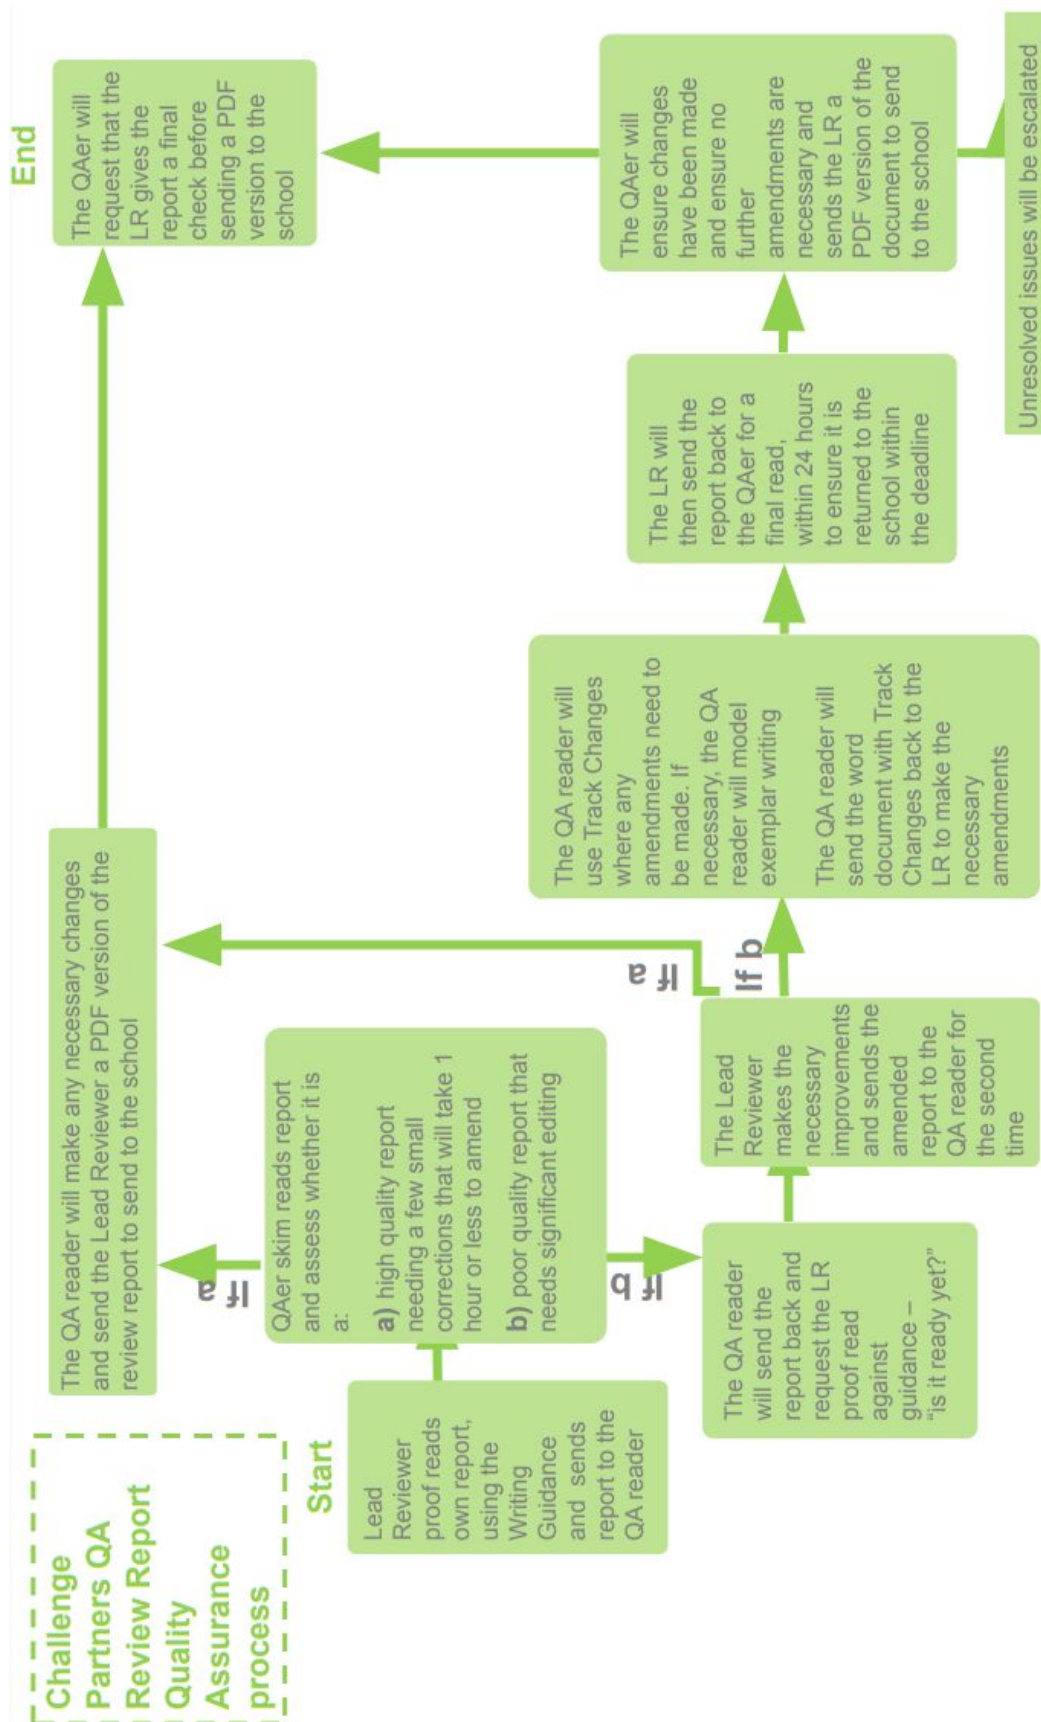 Challenge
Partners QA
Review Report
Quality
Assurance
process
Start
Lead
Reviewer
proof reads
own report,
using the
Writing
Guidance
and sends
report to the
QA reader
QAer skim reads report
and assess whether it is
a:
a) high quality report
needing a few small
corrections that will take 1
hour or less to amend
b) poor quality report that
needs significant editing
If a
If b
The QA reader will make any necessary changes
and send the Lead Reviewer a PDF version of the
review report to send to the school
The QA reader
will send the
report back and
request the LR
proof read
against
guidance –
“is it ready yet?”
The Lead
Reviewer
makes the
necessary
improvements
and sends the
amended
report to the
QA reader for
the second
time
If a
If b
The QA reader will
use Track Changes
where any
amendments need to
be made. If
necessary, the QA
reader will model
exemplar writing
The QA reader will
send the word
document with Track
Changes back to the
LR to make the
necessary
amendments
The LR will
then send the
report back to
the QAer for a
final read,
within 24 hours
to ensure it is
returned to the
school within
the deadline
The QAer will
ensure changes
have been made
and ensure no
further
amendments are
necessary and
sends the LR a
PDF version of the
document to send
to the school
Unresolved issues will be escalated
End
The QAer will
request that the
LR gives the
report a final
check before
sending a PDF
version to the
school